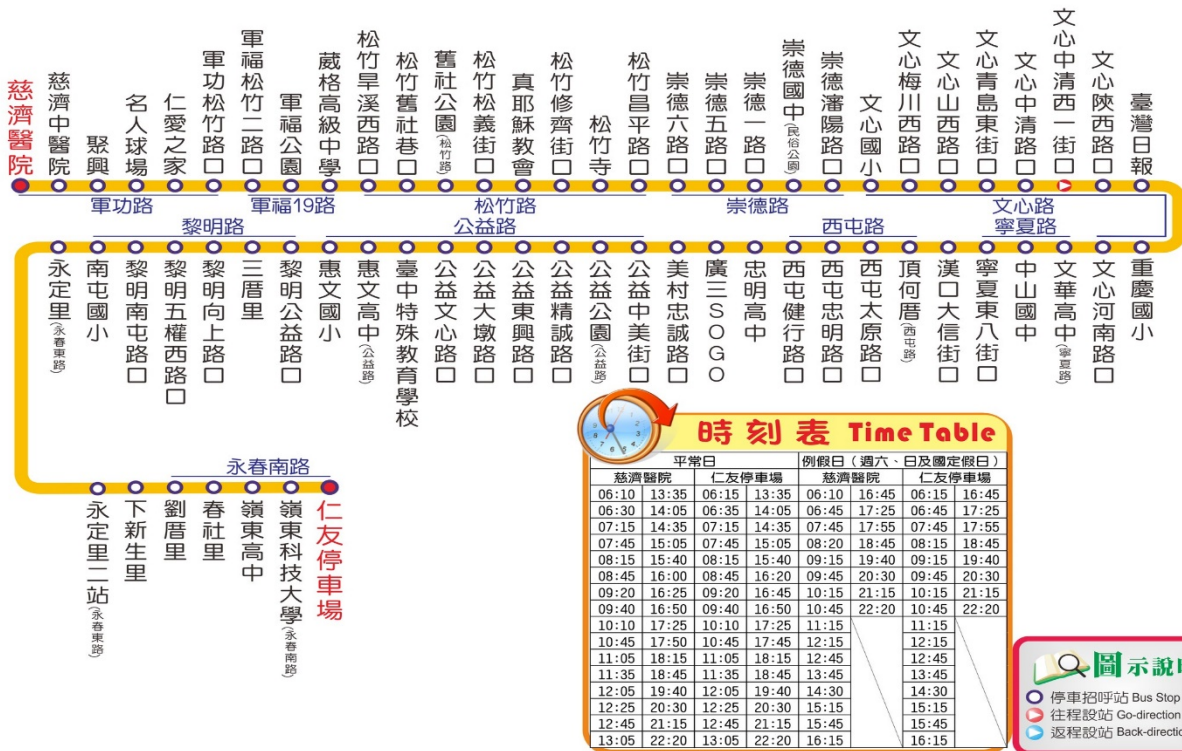 慈濟醫院
慈濟中醫院
聚興
名人球場
仁愛之家
軍功松竹路口
軍福松竹二路口
軍福公園
葳格高級中學
松竹旱溪西路口
松竹舊社巷口
舊社公園(松竹路)
松竹松義街口
真耶穌教會
松竹修齊街口
松竹寺
松竹昌平路口
崇德六路口
崇德五路口
崇德一路口
崇德國中(民俗公園)
崇德瀋陽路口
文心國小
文心梅川西路口
文心山西路口
文心青島東街口
文心中清路口
文心中清西一街口
文心陝西路口
臺灣日報
軍功路 軍福19路 松竹路 崇德路 文心路
黎明路 公益路 西屯路 寧夏路
永定里(永春東路)
南屯國小
黎明南屯路口
黎明五權西路口
黎明向上路口
三厝里
黎明公益路口
惠文國小
惠文高中(公益路)
臺中特殊教育學校
公益文心路口
公益大墩路口
公益東興路口
公益精誠路口
公益公園(公益路)
公益中美街口
美村忠誠路口
廣三SOGO
忠明高中
西屯健行路口
西屯忠明路口
西屯太原路口
頂何厝(西屯路)
漢口大信街口
寧夏東八街口
中山國中
文華高中(寧夏路)
文心河南路口
重慶國小
永春南路
永定里二站(永春東路)
下新生里
劉厝里
春社里
嶺東高中
嶺東科技大學(永春南路)
仁友停車場
時刻表 Time Table
平常日 例假日(週六、日及國定假日)
慈濟醫院 仁友停車場 慈濟醫院 仁友停車場
06:10 13:35 06:15 13:35 06:10 16:45 06:15 16:45
06:30 14:05 06:35 14:05 06:45 17:25 06:45 17:25
07:15 14:35 07:15 14:35 07:45 17:55 07:45 17:55
07:45 15:05 07:45 15:05 08:20 18:45 08:15 18:45
08:15 15:40 08:15 15:40 09:15 19:40 09:15 19:40
08:45 16:00 08:45 16:20 09:45 20:30 09:45 20:30
09:20 16:25 09:20 16:45 10:15 21:15 10:15 21:15
09:40 16:50 09:40 16:50 10:45 22:20 10:45 22:20
10:10 17:25 10:10 17:25 11:15 11:15
10:45 17:50 10:45 17:45 12:15 12:15
11:05 18:15 11:05 18:15 12:45 12:45
11:35 18:45 11:35 18:45 13:45 13:45
12:05 19:40 12:05 19:40 14:30 14:30
12:25 20:30 12:25 20:30 15:15 15:15
12:45 21:15 12:45 21:15 15:45 15:45
13:05 22:20 13:05 22:20 16:15 16:15
圖示說
停車招呼站 Bus Stop
往程設站 Go-direction
返程設站 Back-directio